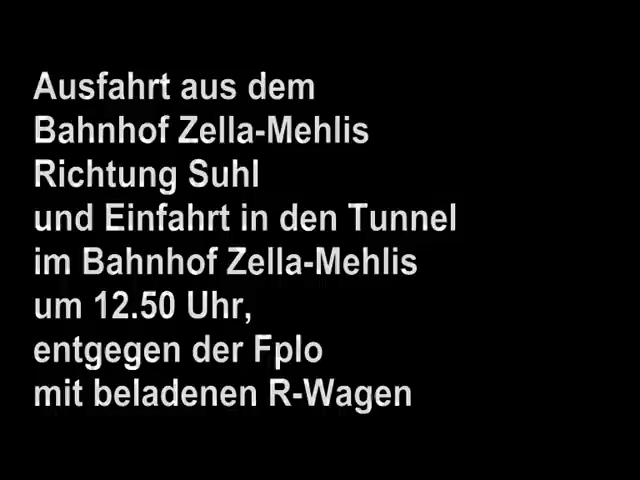 Ausfahrt aus dem
Bahnhof Zella-Mehlis
Richtung Suhl
und Einfahrt in den Tunnel
im Bahnhof Zella-Mehlis
um 12.50 Uhr,
entgegen der Fplo
mit beladenen R-Wagen